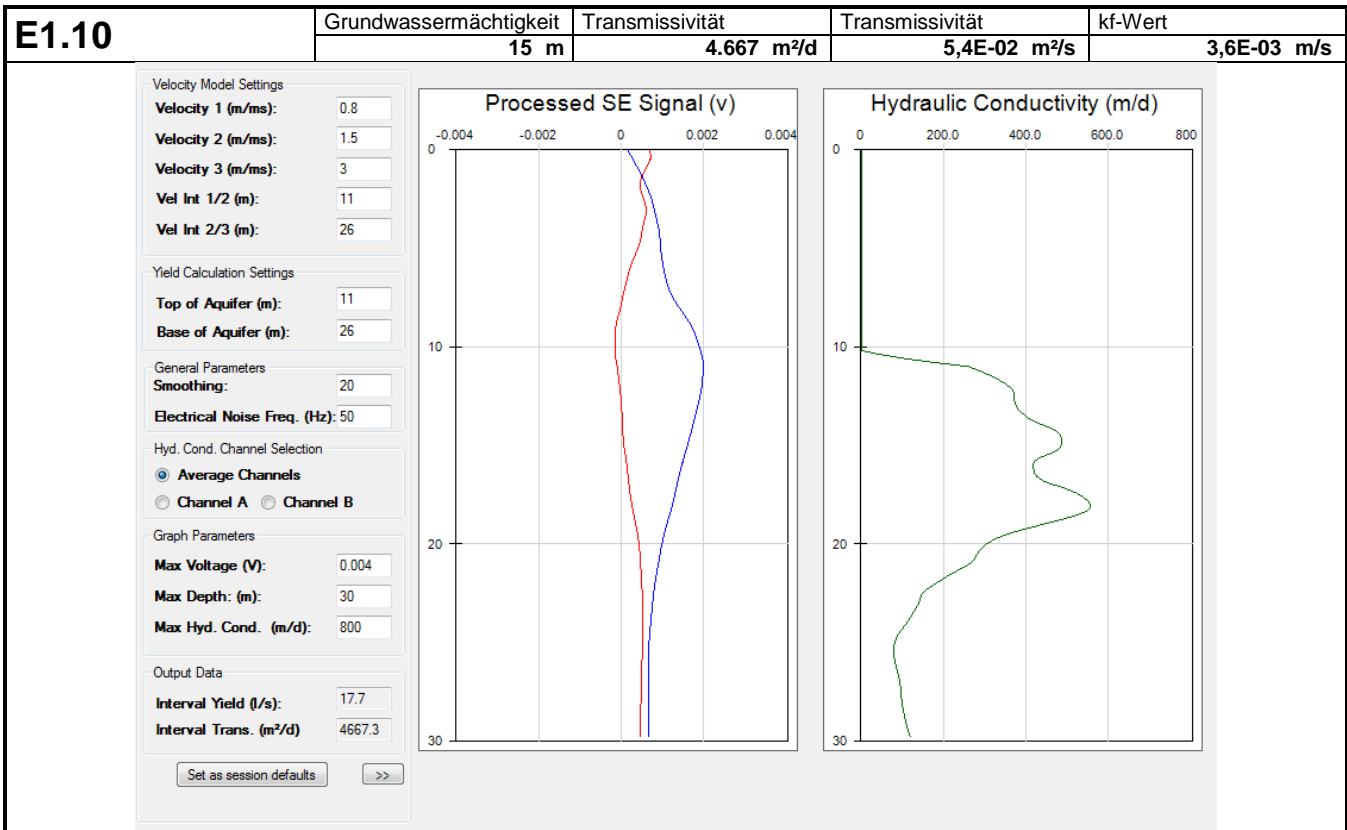 E1.10
Grundwassermächtigkeit Transmissivität Transmissivität kf-Wert
15 m 4.667 m²/d 5,4E-02 m²/s 3,6E-03 m/s
Velocity Model Settings
Velocity 1 (m/ms): 0.8
Velocity 2 (m/ms): 1.5
Velocity 3 (m/ms): 3
Vel Int 1/2 (m): 11
Vel Int 2/3 (m): 26
Yield Calculation Settings
Top of Aquifer (m): 11
Base of Aquifer (m): 26
General Parameters
Smoothing: 20
Electrical Noise Freq. (Hz): 50
Hyd. Cond. Channel Selection
Average Channels
Channel A Channel B
Graph Parameters
Max Voltage (V): 0.004
Max Depth: (m): 30
Max Hyd. Cond. (m/d): 800
Output Data
Interval Yield (l/s): 17.7
Interval Trans. (m²/d) 4667.3
Set as session defaults >>
Processed SE Signal (v)
-0.004 -0.002 0 0.002 0.004
0
10
20
30
Hydraulic Conductivity (m/d)
0 200.0 400.0 600.0 800
0
10
20
30